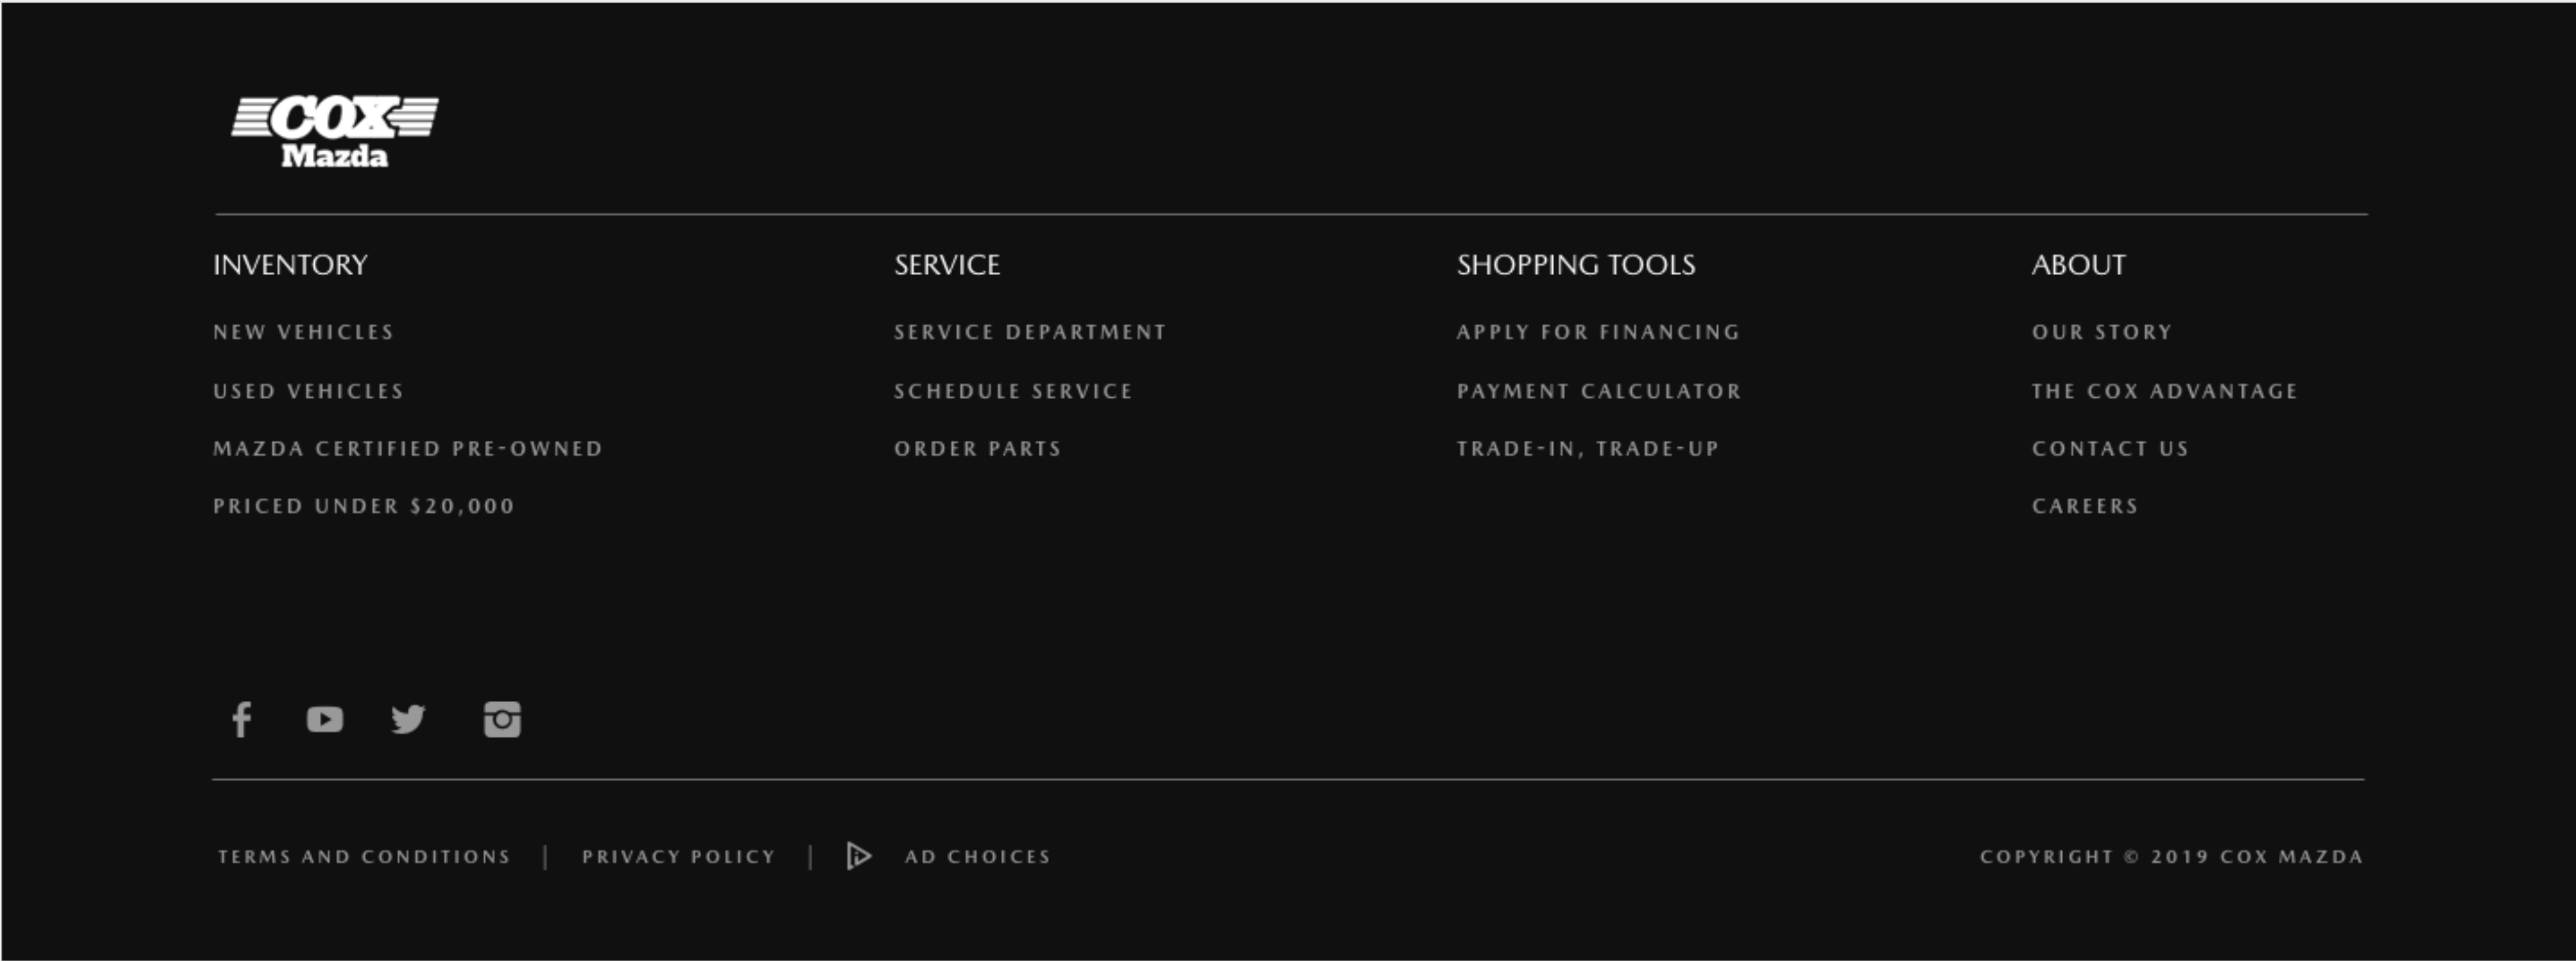 COX
Mazda
INVENTORY
NEW VEHICLES
USED VEHICLES
MAZDA CERTIFIED PRE-OWNED
PRICED UNDER $20,000
SERVICE
SERVICE DEPARTMENT
SCHEDULE SERVICE
ORDER PARTS
SHOPPING TOOLS
APPLY FOR FINANCING
PAYMENT CALCULATOR
TRADE-IN, TRADE-UP
ABOUT
OUR STORY
THE COX ADVANTAGE
CONTACT US
CAREERS
TERMS AND CONDITIONS | PRIVACY POLICY | AD CHOICES
COPYRIGHT © 2019 COX MAZDA